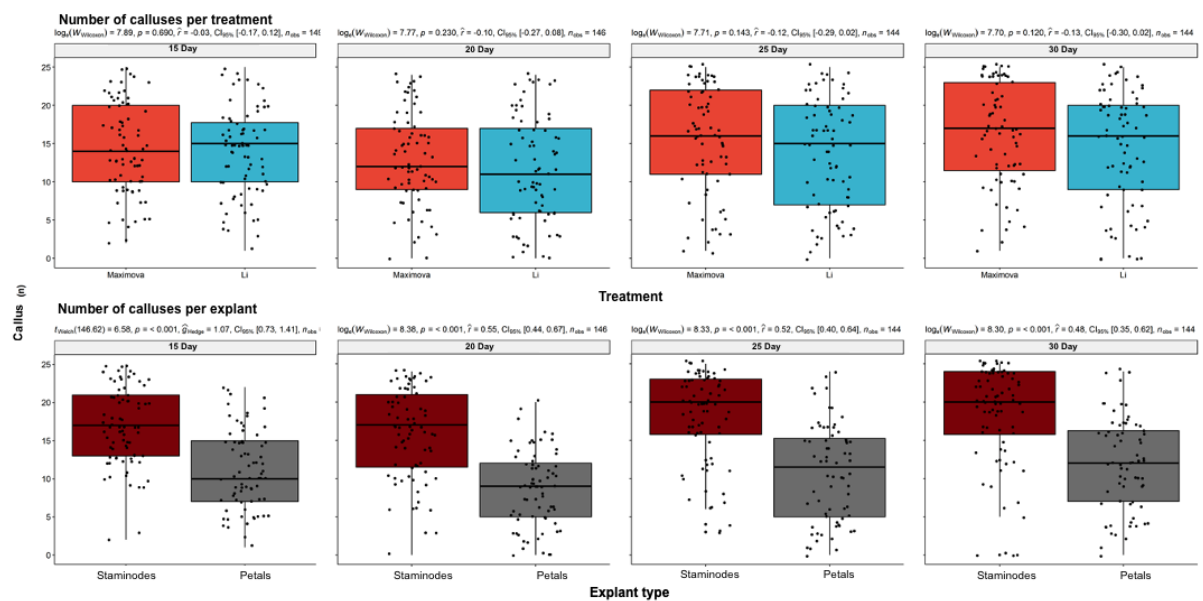 Number of calluses per treatment
logₑ(W_Wilcoxon) = 7.89, p = 0.690, r̂ = -0.03, CI₉₅% [-0.17, 0.12], n_obs = 149
logₑ(W_Wilcoxon) = 7.77, p = 0.230, r̂ = -0.10, CI₉₅% [-0.27, 0.08], n_obs = 146
logₑ(W_Wilcoxon) = 7.71, p = 0.143, r̂ = -0.12, CI₉₅% [-0.29, 0.02], n_obs = 144
logₑ(W_Wilcoxon) = 7.70, p = 0.120, r̂ = -0.13, CI₉₅% [-0.30, 0.02], n_obs = 144
15 Day
20 Day
25 Day
30 Day
25
20
15
10
5
0
Maximova
Li
Maximova
Li
Maximova
Li
Maximova
Li
Treatment
Callus (n)
Number of calluses per explant
t_Welch(146.62) = 6.58, p = < 0.001, ĝ_Hedge = 1.07, CI₉₅% [0.73, 1.41], n_obs
logₑ(W_Wilcoxon) = 8.38, p = < 0.001, r̂ = 0.55, CI₉₅% [0.44, 0.67], n_obs = 146
logₑ(W_Wilcoxon) = 8.33, p = < 0.001, r̂ = 0.52, CI₉₅% [0.40, 0.64], n_obs = 144
logₑ(W_Wilcoxon) = 8.30, p = < 0.001, r̂ = 0.48, CI₉₅% [0.35, 0.62], n_obs = 144
15 Day
20 Day
25 Day
30 Day
25
20
15
10
5
0
Staminodes
Petals
Staminodes
Petals
Staminodes
Petals
Staminodes
Petals
Explant type